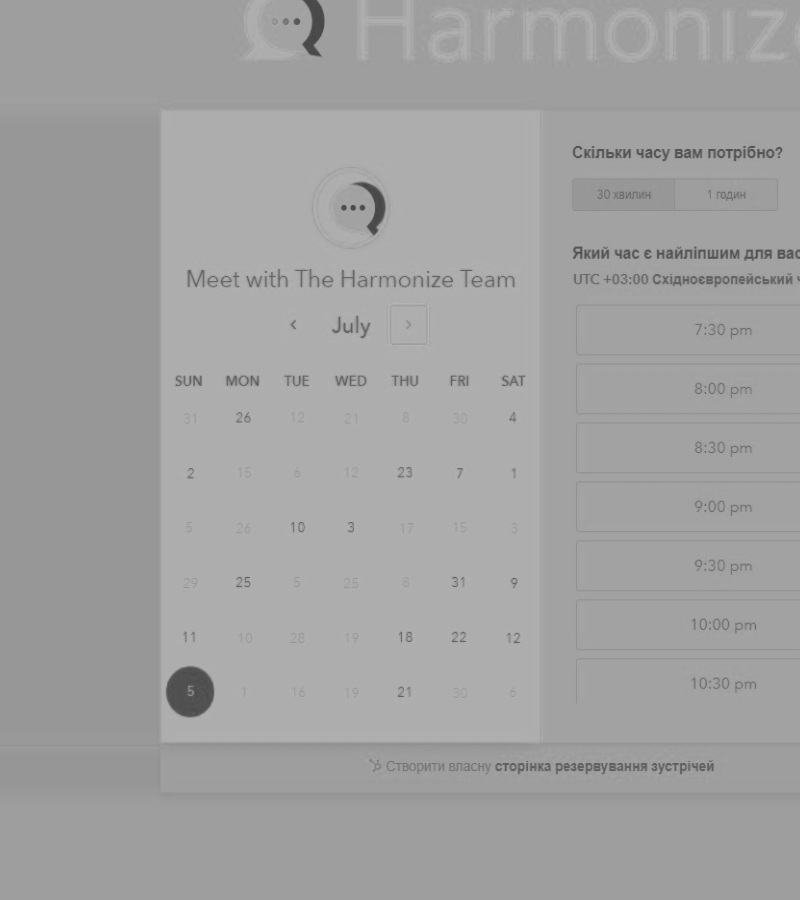 Harmoniz
Meet with The Harmonize Team
July
SUN MON TUE WED THU FRI SAT
31 26 12 21 8 30 4
2 15 6 12 23 7 1
5 26 10 3 17 15 3
29 25 5 25 8 31 9
11 10 28 19 18 22 12
5 1 16 19 21 30 6
Скільки часу вам потрібно?
30 хвилин 1 годин
Який час є найліпшим для вас
UTC +03:00 Східноєвропейський ч
7:30 pm
8:00 pm
8:30 pm
9:00 pm
9:30 pm
10:00 pm
10:30 pm
Створити власну сторінка резервування зустрічей